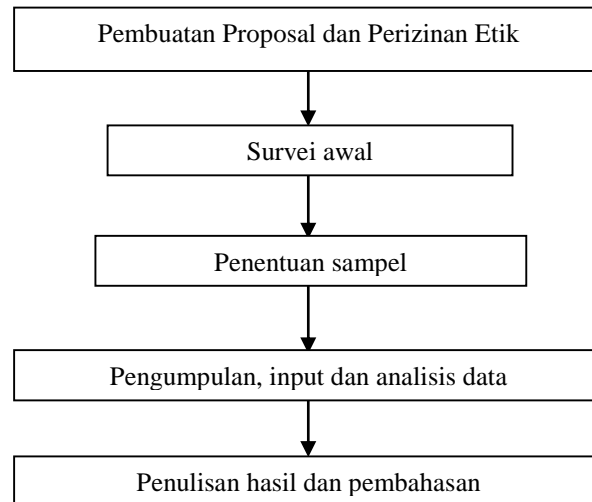 Pembuatan Proposal dan Perizinan Etik
Survei awal
Penentuan sampel
Pengumpulan, input dan analisis data
Penulisan hasil dan pembahasan